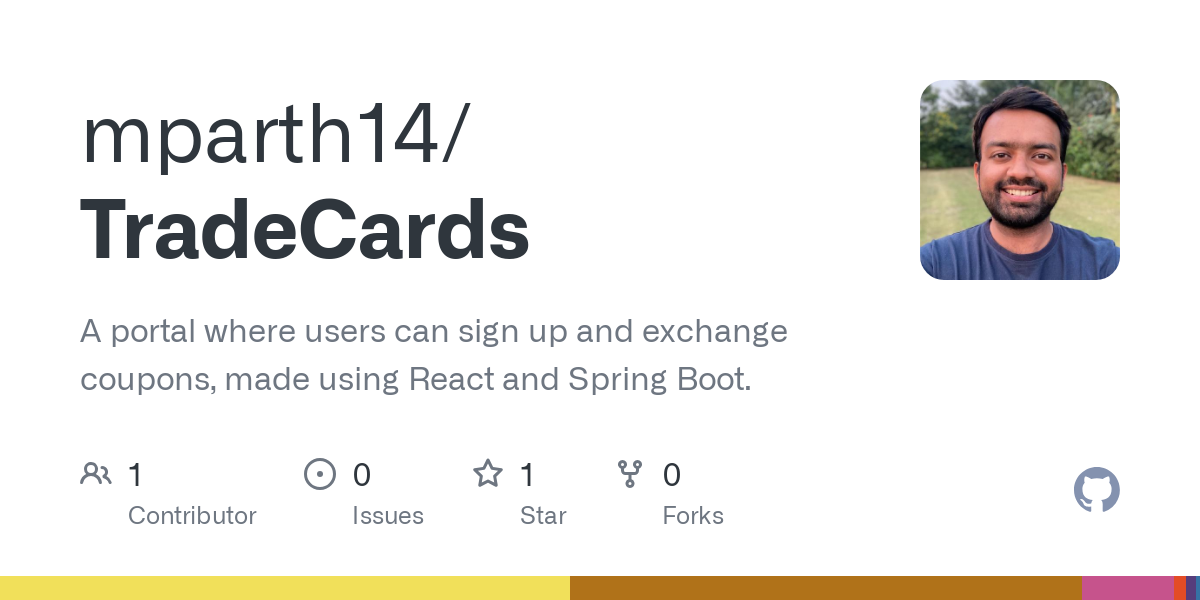 mparth14/
TradeCards
A portal where users can sign up and exchange
coupons, made using React and Spring Boot.
1
Contributor
0
Issues
1
Star
0
Forks